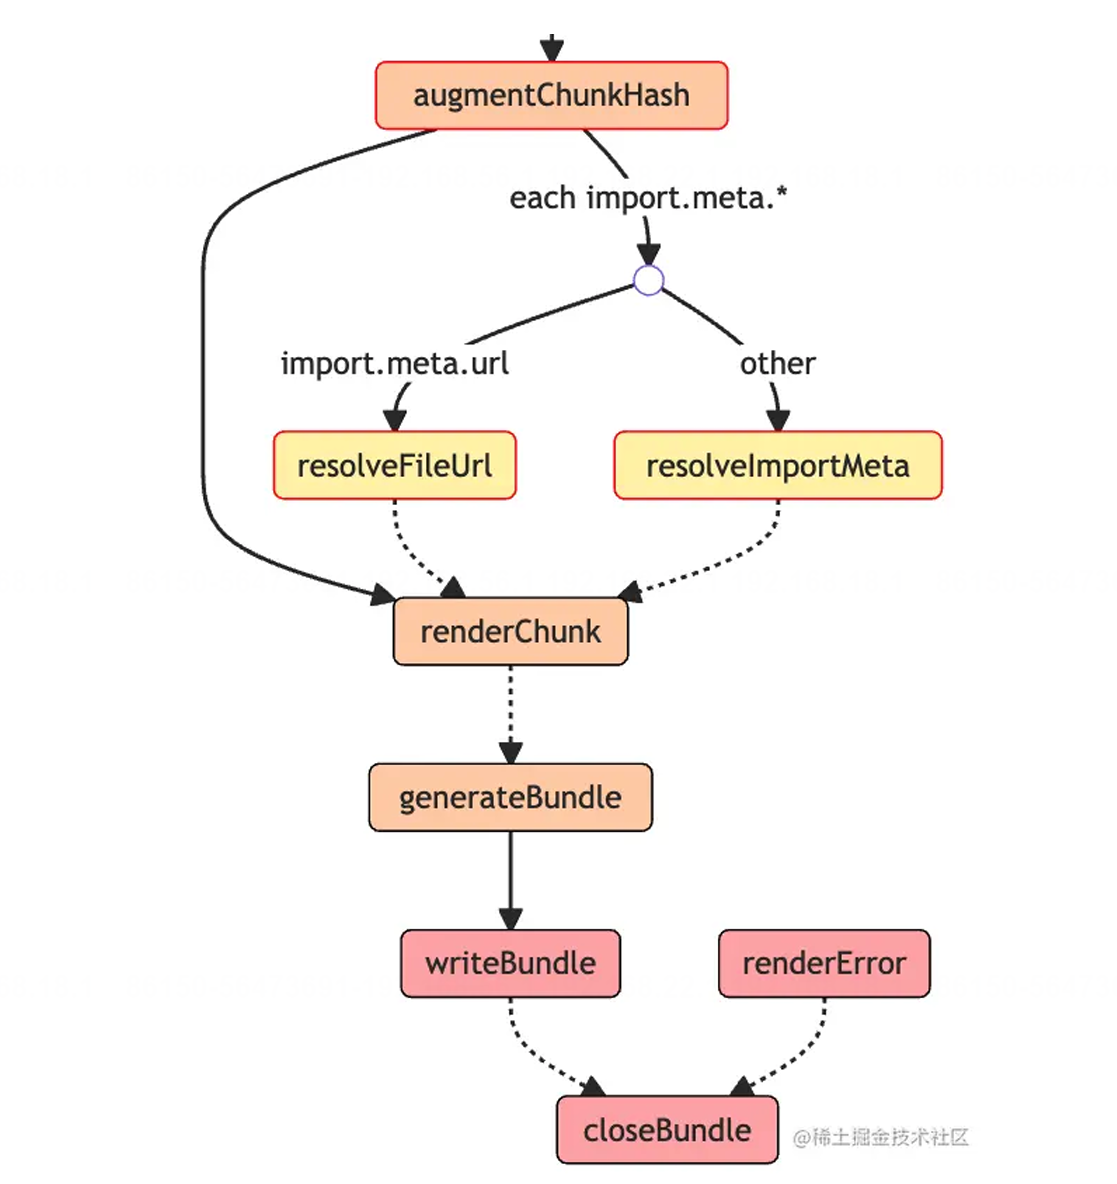 augmentChunkHash
each import.meta.*
import.meta.url
other
resolveFileUrl
resolveImportMeta
renderChunk
generateBundle
writeBundle
renderError
closeBundle
@稀土掘金技术社区